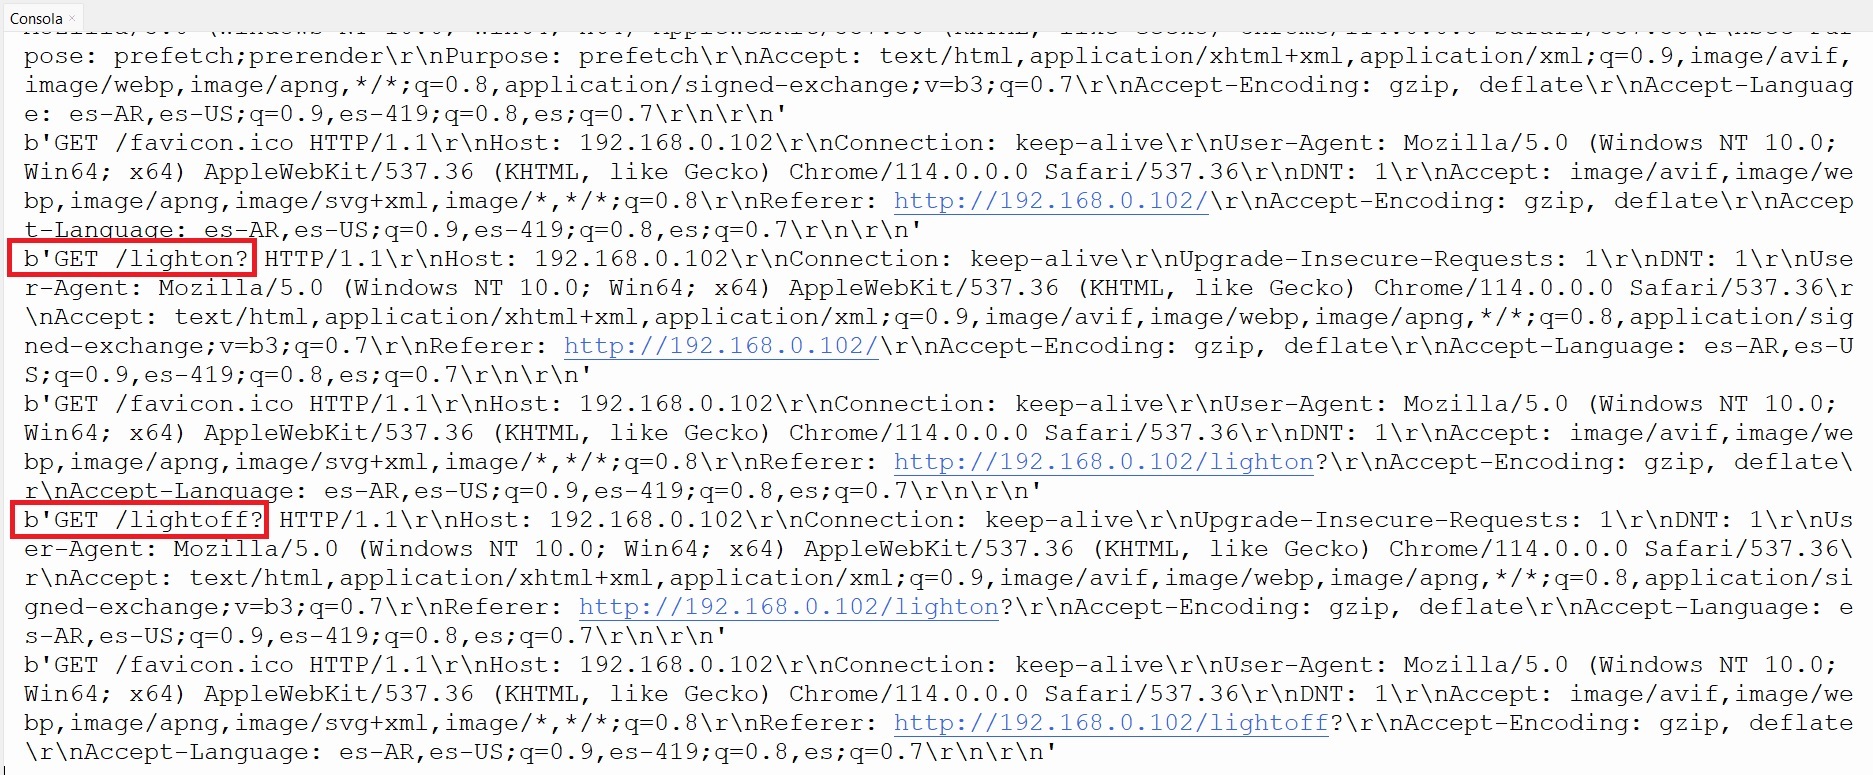 Consola ×
pose: prefetch;prerender\r\nPurpose: prefetch\r\nAccept: text/html,application/xhtml+xml,application/xml;q=0.9,image/avif,
image/webp,image/apng,*/*;q=0.8,application/signed-exchange;v=b3;q=0.7\r\nAccept-Encoding: gzip, deflate\r\nAccept-Languag
e: es-AR,es-US;q=0.9,es-419;q=0.8,es;q=0.7\r\n\r\n'
b'GET /favicon.ico HTTP/1.1\r\nHost: 192.168.0.102\r\nConnection: keep-alive\r\nUser-Agent: Mozilla/5.0 (Windows NT 10.0;
Win64; x64) AppleWebKit/537.36 (KHTML, like Gecko) Chrome/114.0.0.0 Safari/537.36\r\nDNT: 1\r\nAccept: image/avif,image/we
bp,image/apng,image/svg+xml,image/*,*/*;q=0.8\r\nReferer: http://192.168.0.102/\r\nAccept-Encoding: gzip, deflate\r\nAccep
t-Language: es-AR,es-US;q=0.9,es-419;q=0.8,es;q=0.7\r\n\r\n'
b'GET /lighton? HTTP/1.1\r\nHost: 192.168.0.102\r\nConnection: keep-alive\r\nUpgrade-Insecure-Requests: 1\r\nDNT: 1\r\nUse
r-Agent: Mozilla/5.0 (Windows NT 10.0; Win64; x64) AppleWebKit/537.36 (KHTML, like Gecko) Chrome/114.0.0.0 Safari/537.36\r
\nAccept: text/html,application/xhtml+xml,application/xml;q=0.9,image/avif,image/webp,image/apng,*/*;q=0.8,application/sig
ned-exchange;v=b3;q=0.7\r\nReferer: http://192.168.0.102/\r\nAccept-Encoding: gzip, deflate\r\nAccept-Language: es-AR,es-U
S;q=0.9,es-419;q=0.8,es;q=0.7\r\n\r\n'
b'GET /favicon.ico HTTP/1.1\r\nHost: 192.168.0.102\r\nConnection: keep-alive\r\nUser-Agent: Mozilla/5.0 (Windows NT 10.0;
Win64; x64) AppleWebKit/537.36 (KHTML, like Gecko) Chrome/114.0.0.0 Safari/537.36\r\nDNT: 1\r\nAccept: image/avif,image/we
bp,image/apng,image/svg+xml,image/*,*/*;q=0.8\r\nReferer: http://192.168.0.102/lighton?\r\nAccept-Encoding: gzip, deflate\
r\nAccept-Language: es-AR,es-US;q=0.9,es-419;q=0.8,es;q=0.7\r\n\r\n'
b'GET /lightoff? HTTP/1.1\r\nHost: 192.168.0.102\r\nConnection: keep-alive\r\nUpgrade-Insecure-Requests: 1\r\nDNT: 1\r\nUs
er-Agent: Mozilla/5.0 (Windows NT 10.0; Win64; x64) AppleWebKit/537.36 (KHTML, like Gecko) Chrome/114.0.0.0 Safari/537.36\
r\nAccept: text/html,application/xhtml+xml,application/xml;q=0.9,image/avif,image/webp,image/apng,*/*;q=0.8,application/si
gned-exchange;v=b3;q=0.7\r\nReferer: http://192.168.0.102/lighton?\r\nAccept-Encoding: gzip, deflate\r\nAccept-Language: e
s-AR,es-US;q=0.9,es-419;q=0.8,es;q=0.7\r\n\r\n'
b'GET /favicon.ico HTTP/1.1\r\nHost: 192.168.0.102\r\nConnection: keep-alive\r\nUser-Agent: Mozilla/5.0 (Windows NT 10.0;
Win64; x64) AppleWebKit/537.36 (KHTML, like Gecko) Chrome/114.0.0.0 Safari/537.36\r\nDNT: 1\r\nAccept: image/avif,image/we
bp,image/apng,image/svg+xml,image/*,*/*;q=0.8\r\nReferer: http://192.168.0.102/lightoff?\r\nAccept-Encoding: gzip, deflate
\r\nAccept-Language: es-AR,es-US;q=0.9,es-419;q=0.8,es;q=0.7\r\n\r\n'